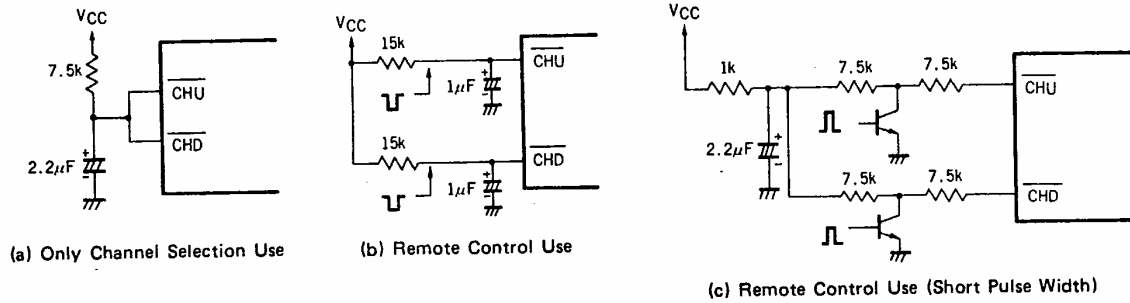 VCC
7.5k
CHU
CHD
2.2μF
+
-
(a) Only Channel Selection Use
VCC
15k
CHU
1μF
+
-
15k
CHD
1μF
+
-
(b) Remote Control Use
VCC
1k
7.5k
7.5k
CHU
2.2μF
+
-
7.5k
7.5k
CHD
(c) Remote Control Use (Short Pulse Width)